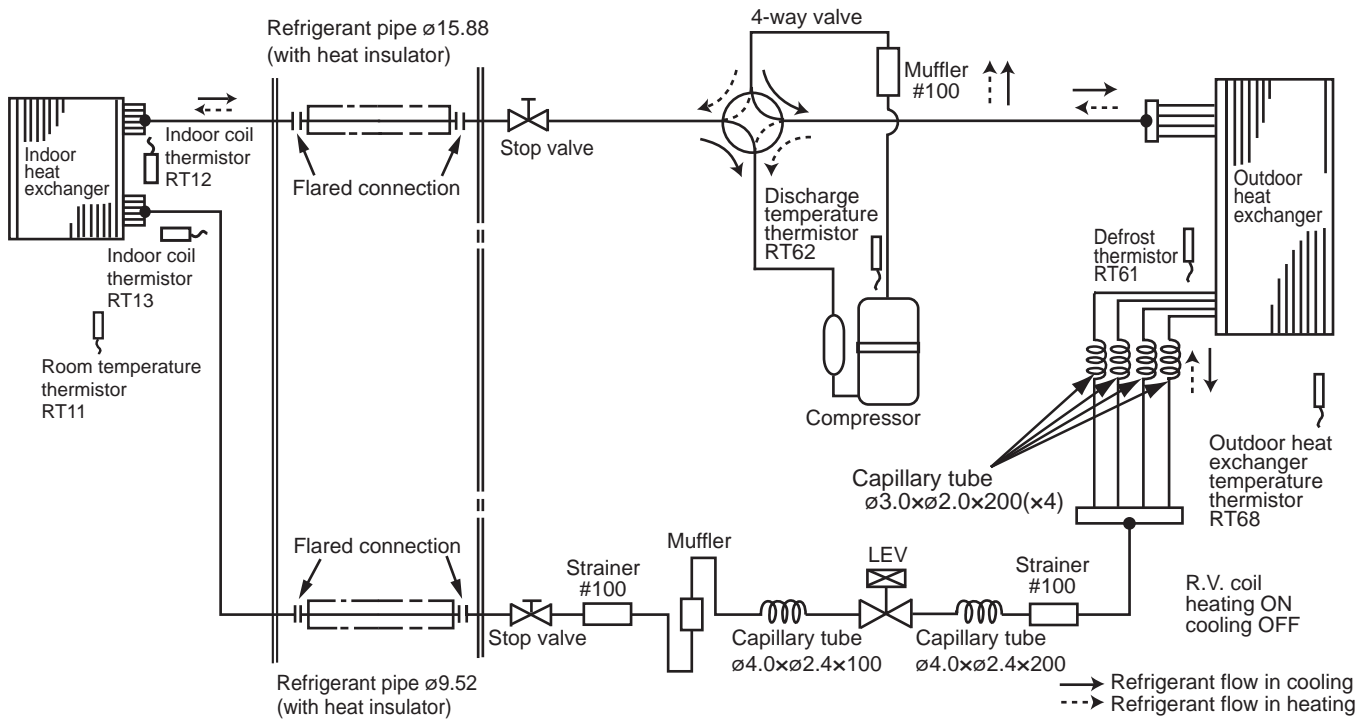 Refrigerant pipe ø15.88
(with heat insulator)
4-way valve
Muffler
#100
Indoor
heat
exchanger
Indoor coil
thermistor
RT12
Flared connection
Stop valve
Outdoor
heat
exchanger
Discharge
temperature
thermistor
RT62
Defrost
thermistor
RT61
Indoor coil
thermistor
RT13
Room temperature
thermistor
RT11
Compressor
Capillary tube
ø3.0×ø2.0×200(×4)
Outdoor heat
exchanger
temperature
thermistor
RT68
Flared connection
Stop valve
Strainer
#100
Muffler
LEV
Strainer
#100
Capillary tube
ø4.0×ø2.4×100
Capillary tube
ø4.0×ø2.4×200
R.V. coil
heating ON
cooling OFF
Refrigerant pipe ø9.52
(with heat insulator)
Refrigerant flow in cooling
Refrigerant flow in heating